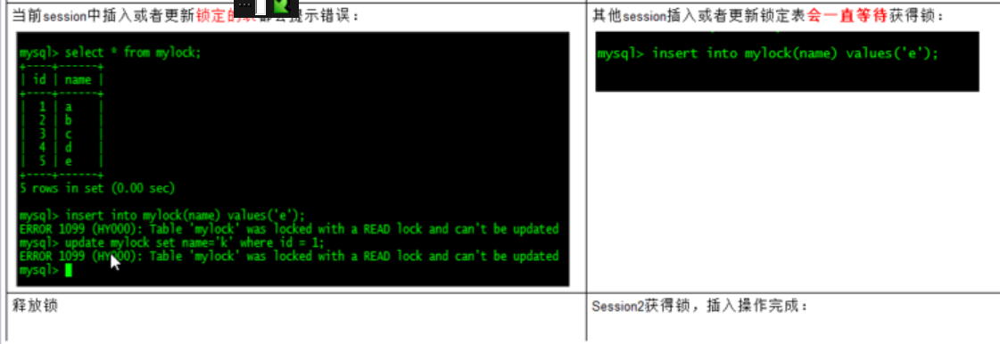 当前session中插入或者更新锁定的表都会提示错误：
mysql> select * from mylock;
+----+------+
| id | name |
+----+------+
| 1 | a |
| 2 | b |
| 3 | c |
| 4 | d |
| 5 | e |
+----+------+
5 rows in set (0.00 sec)
mysql> insert into mylock(name) values('e');
ERROR 1099 (HY000): Table 'mylock' was locked with a READ lock and can't be updated
mysql> update mylock set name='k' where id = 1;
ERROR 1099 (HY000): Table 'mylock' was locked with a READ lock and can't be updated
mysql>
其他session插入或者更新锁定表会一直等待获得锁：
mysql> insert into mylock(name) values('e');
释放锁
Session2获得锁，插入操作完成：